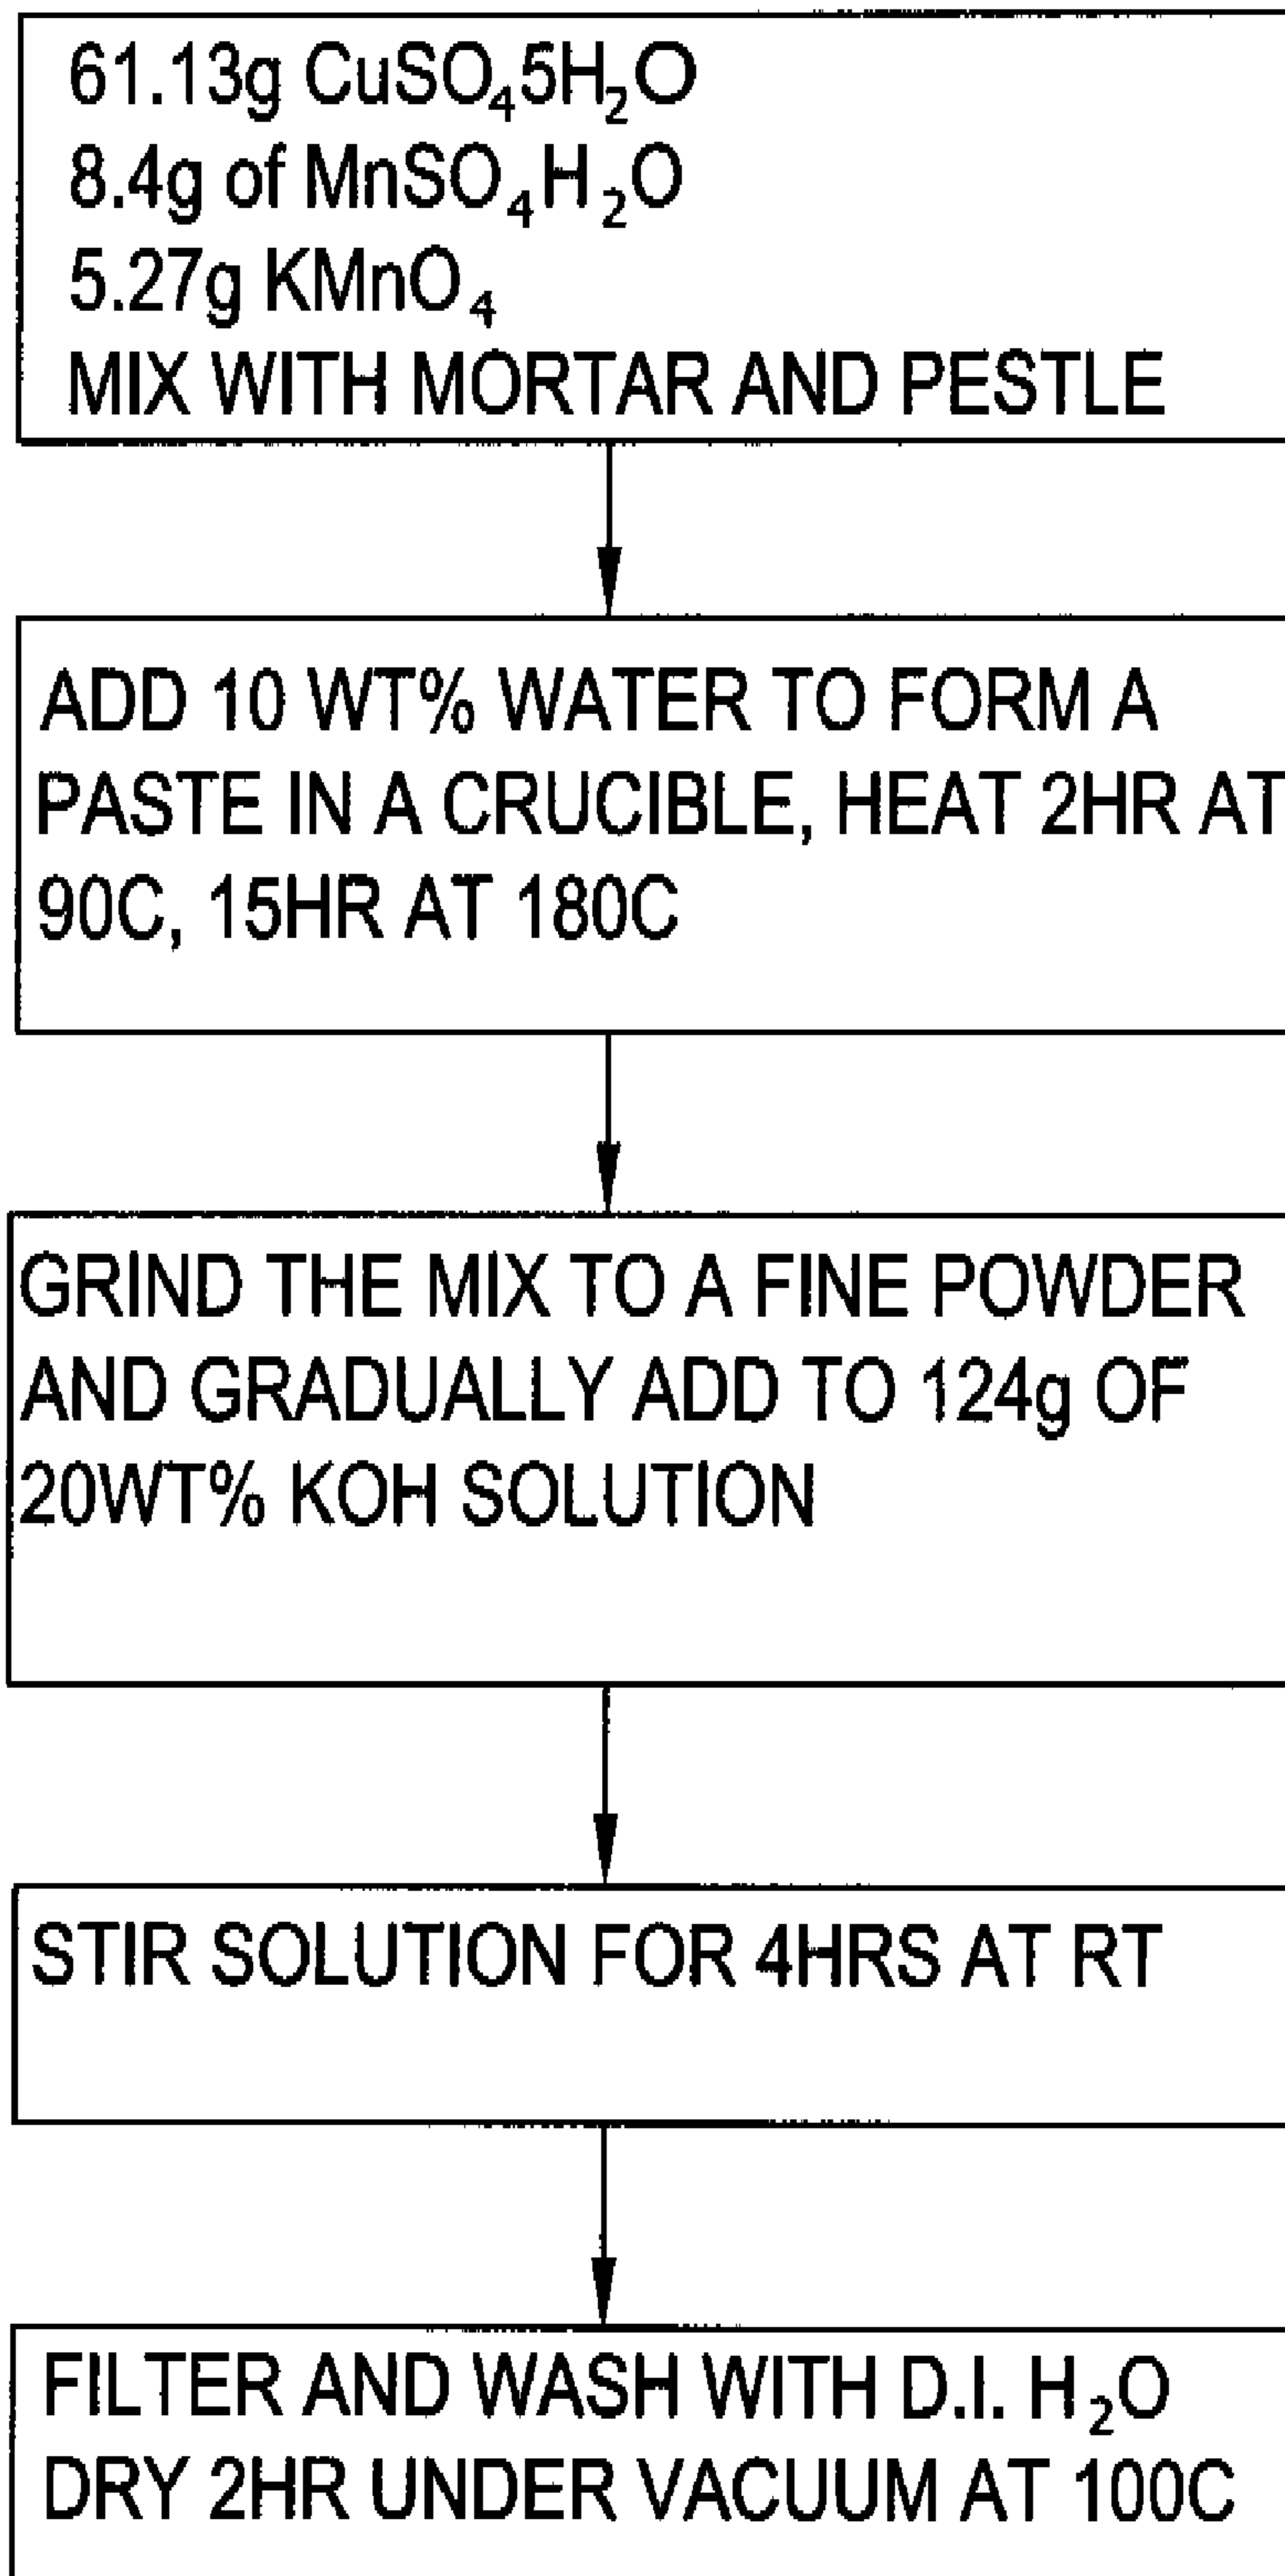 61.13g CuSO₄5H₂O
8.4g of MnSO₄H₂O
5.27g KMnO₄
MIX WITH MORTAR AND PESTLE
ADD 10 WT% WATER TO FORM A
PASTE IN A CRUCIBLE, HEAT 2HR AT
90C, 15HR AT 180C
GRIND THE MIX TO A FINE POWDER
AND GRADUALLY ADD TO 124g OF
20WT% KOH SOLUTION
STIR SOLUTION FOR 4HRS AT RT
FILTER AND WASH WITH D.I. H₂O
DRY 2HR UNDER VACUUM AT 100C